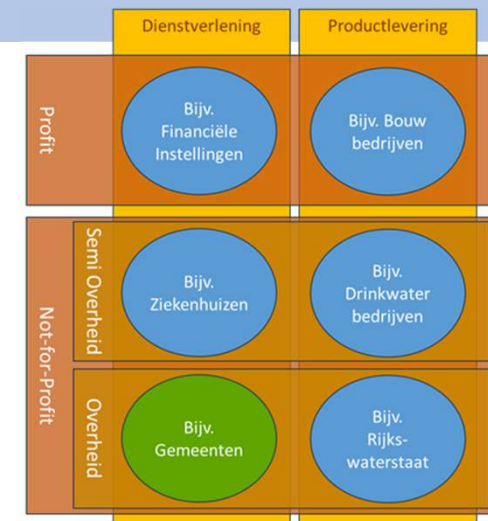 Dienstverlening
Productlevering
Profit
Bijv.
Financiële
Instellingen
Bijv. Bouw
bedrijven
Not-for-Profit
Semi Overheid
Bijv.
Ziekenhuizen
Bijv.
Drinkwater
bedrijven
Overheid
Bijv.
Gemeenten
Bijv.
Rijks-
waterstaat